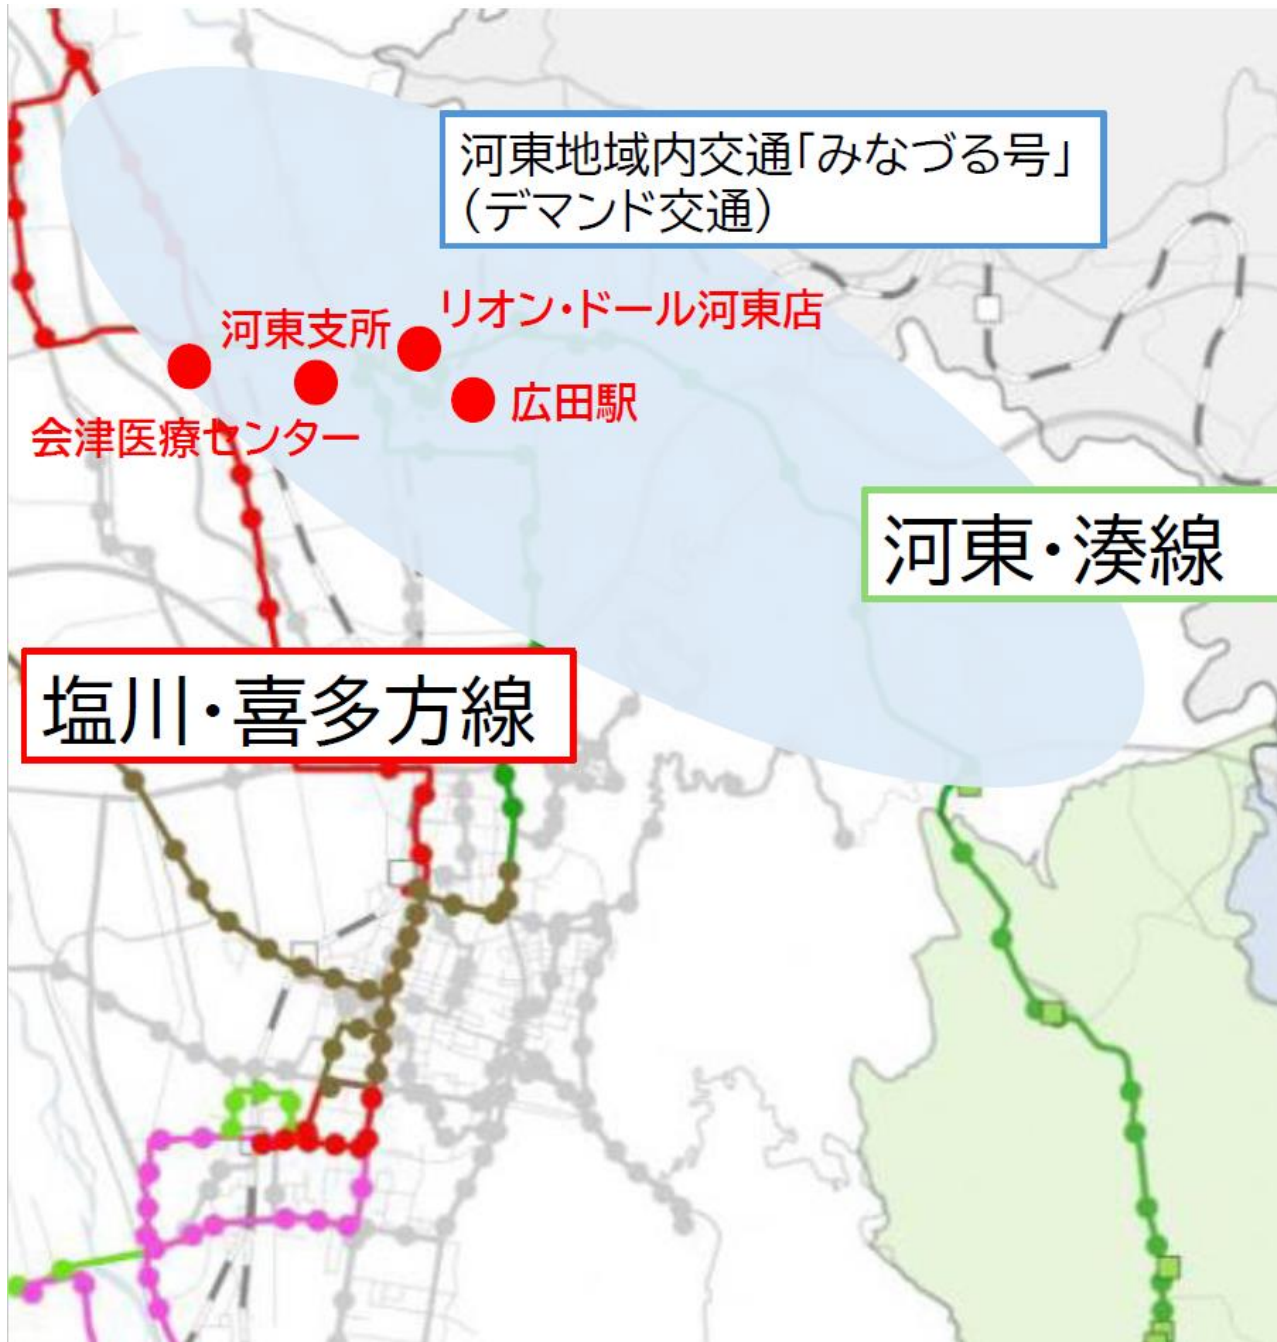 河東地域内交通「みなづる号」
（デマンド交通）
リオン・ドール河東店
河東支所
広田駅
会津医療センター
河東・湊線
塩川・喜多方線